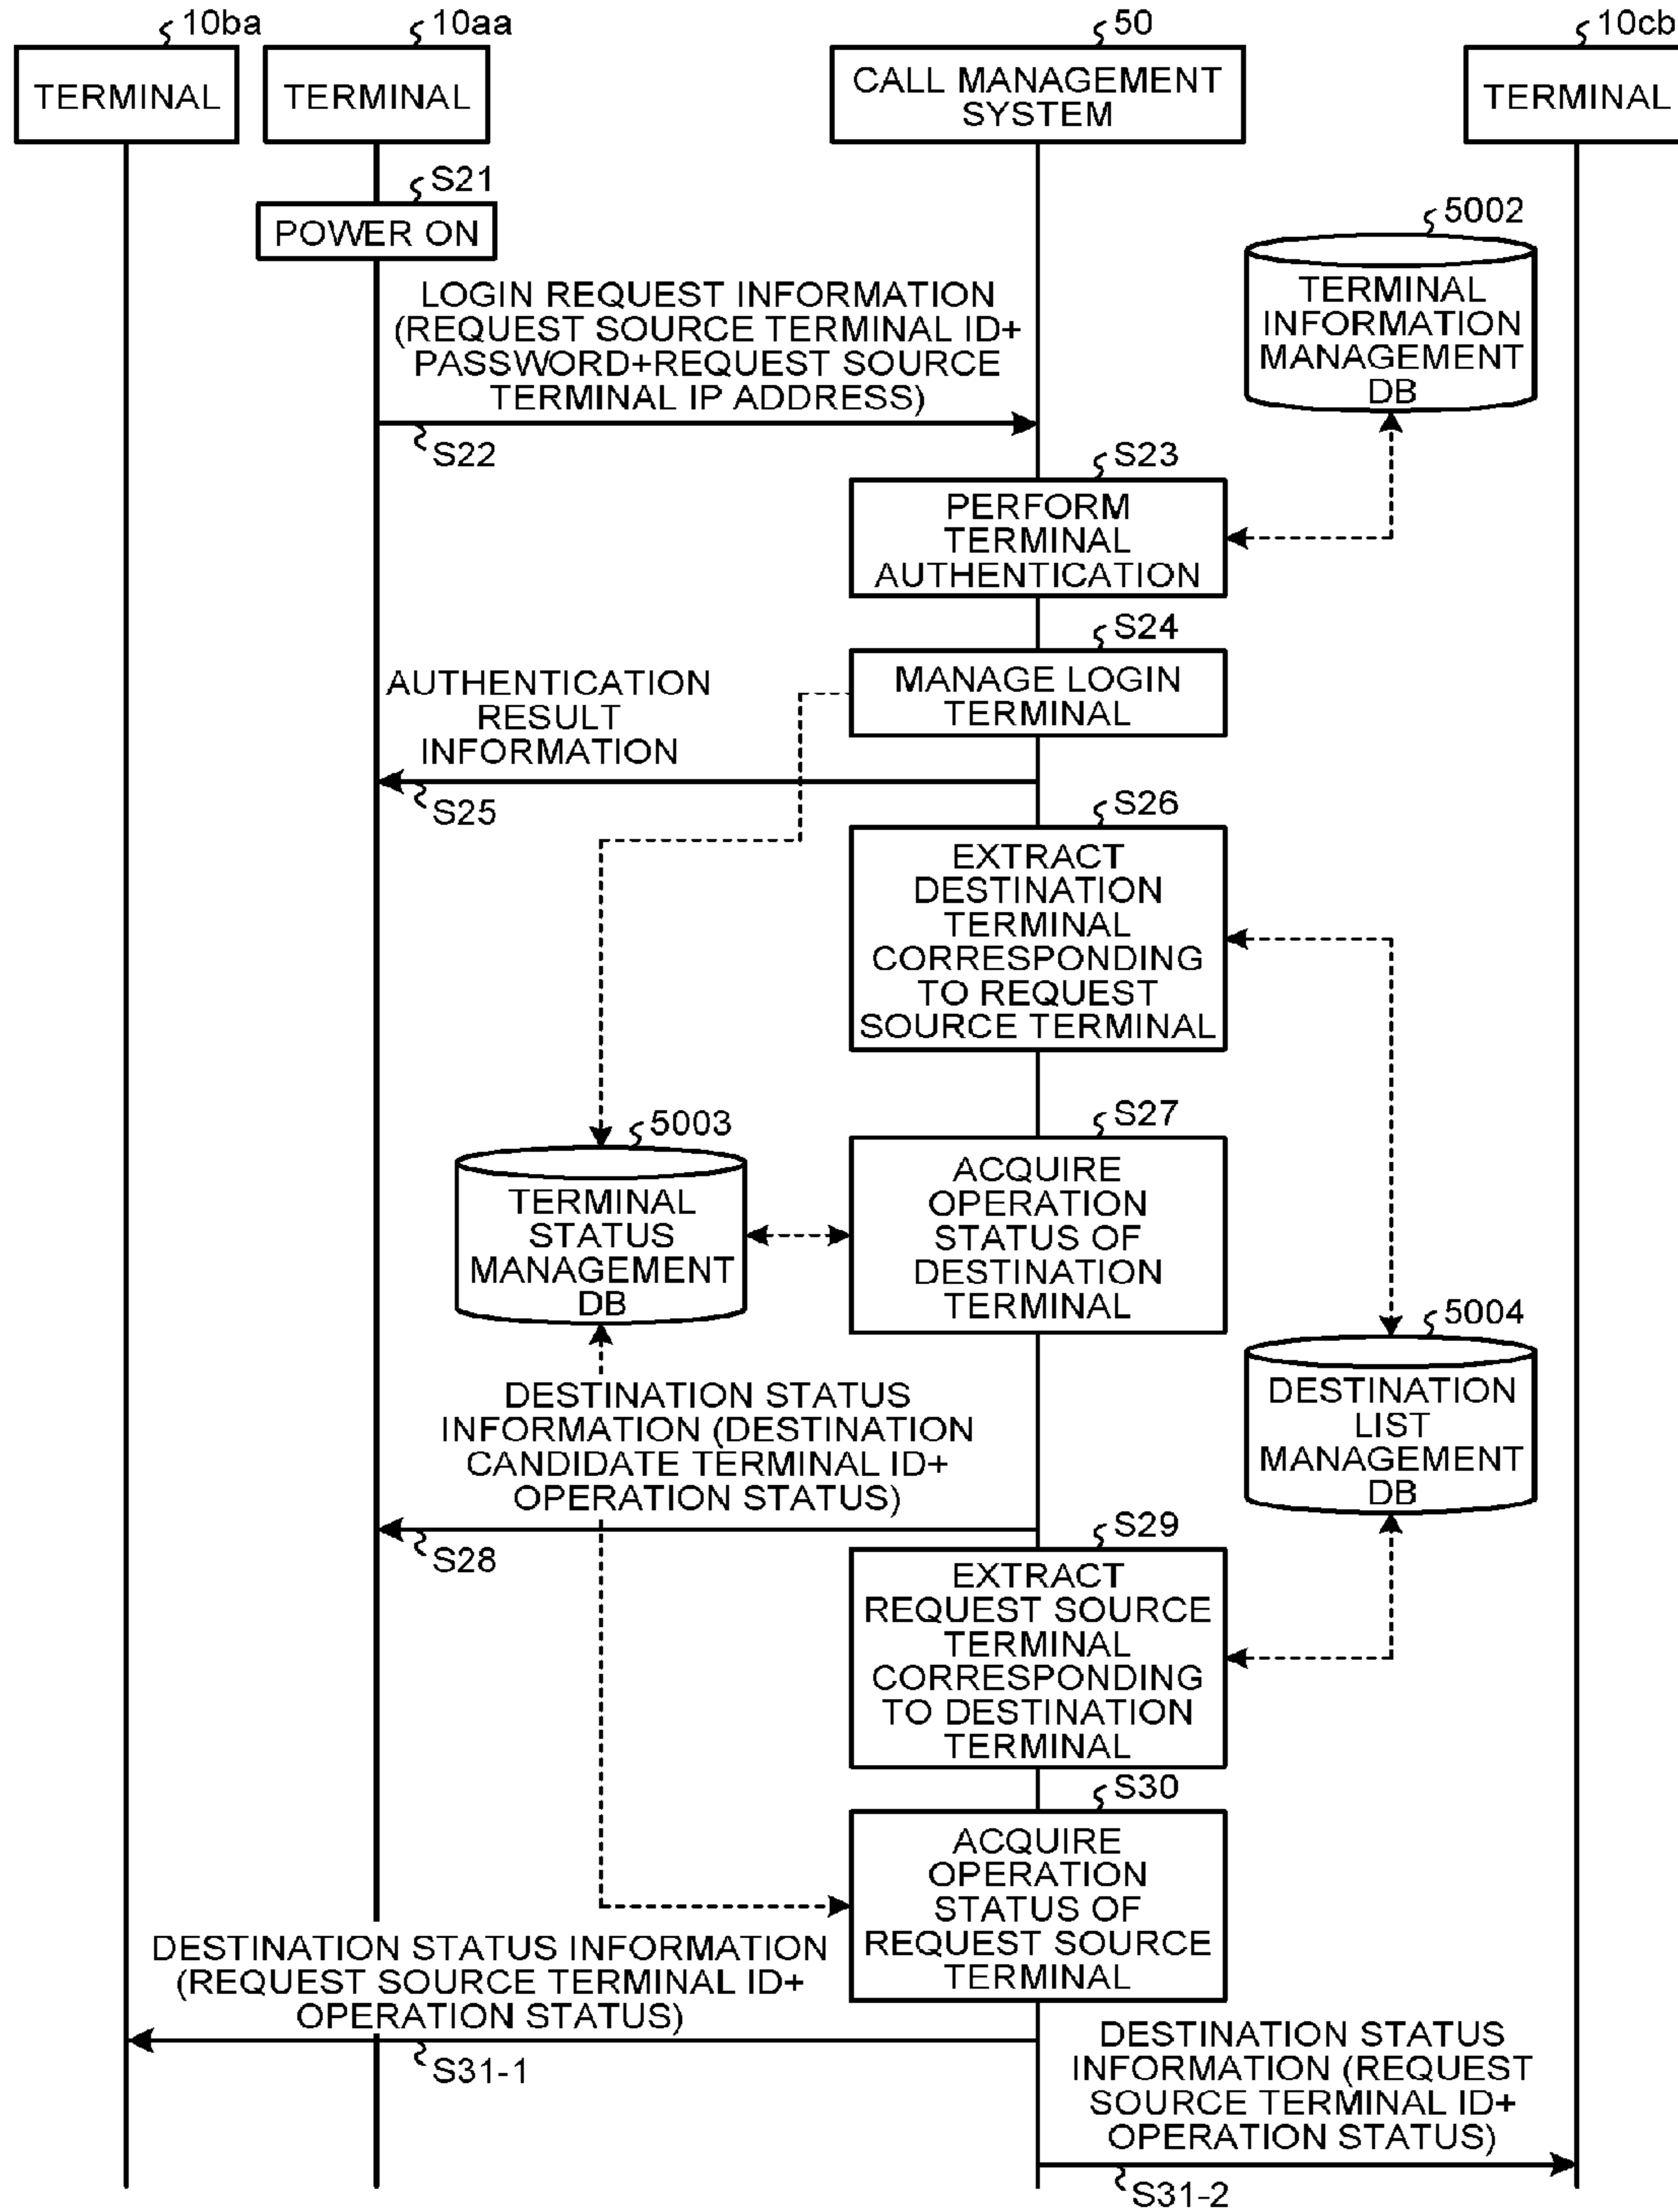 10ba
10aa
50
10cb
TERMINAL
TERMINAL
CALL MANAGEMENT
SYSTEM
TERMINAL
S21
POWER ON
5002
TERMINAL
INFORMATION
MANAGEMENT
DB
LOGIN REQUEST INFORMATION
(REQUEST SOURCE TERMINAL ID+
PASSWORD+REQUEST SOURCE
TERMINAL IP ADDRESS)
S22
S23
PERFORM
TERMINAL
AUTHENTICATION
S24
MANAGE LOGIN
TERMINAL
AUTHENTICATION
RESULT
INFORMATION
S25
S26
EXTRACT
DESTINATION
TERMINAL
CORRESPONDING
TO REQUEST
SOURCE TERMINAL
5003
TERMINAL
STATUS
MANAGEMENT
DB
S27
ACQUIRE
OPERATION
STATUS OF
DESTINATION
TERMINAL
5004
DESTINATION
LIST
MANAGEMENT
DB
DESTINATION STATUS
INFORMATION (DESTINATION
CANDIDATE TERMINAL ID+
OPERATION STATUS)
S28
S29
EXTRACT
REQUEST SOURCE
TERMINAL
CORRESPONDING
TO DESTINATION
TERMINAL
S30
ACQUIRE
OPERATION
STATUS OF
REQUEST SOURCE
TERMINAL
DESTINATION STATUS INFORMATION
(REQUEST SOURCE TERMINAL ID+
OPERATION STATUS)
S31-1
DESTINATION STATUS
INFORMATION (REQUEST
SOURCE TERMINAL ID+
OPERATION STATUS)
S31-2